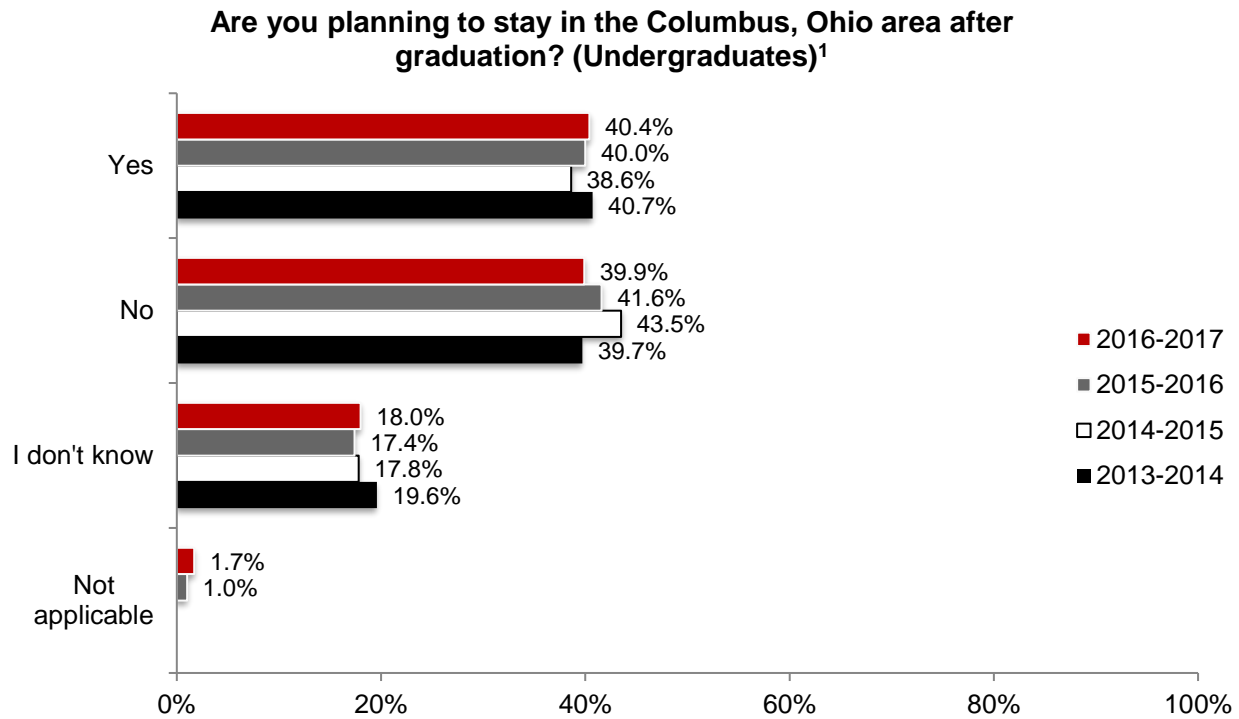 Are you planning to stay in the Columbus, Ohio area after
graduation? (Undergraduates)¹
Yes
40.4%
40.0%
38.6%
40.7%
No
39.9%
41.6%
43.5%
39.7%
I don't know
18.0%
17.4%
17.8%
19.6%
Not
applicable
1.7%
1.0%
2016-2017
2015-2016
2014-2015
2013-2014
0% 20% 40% 60% 80% 100%